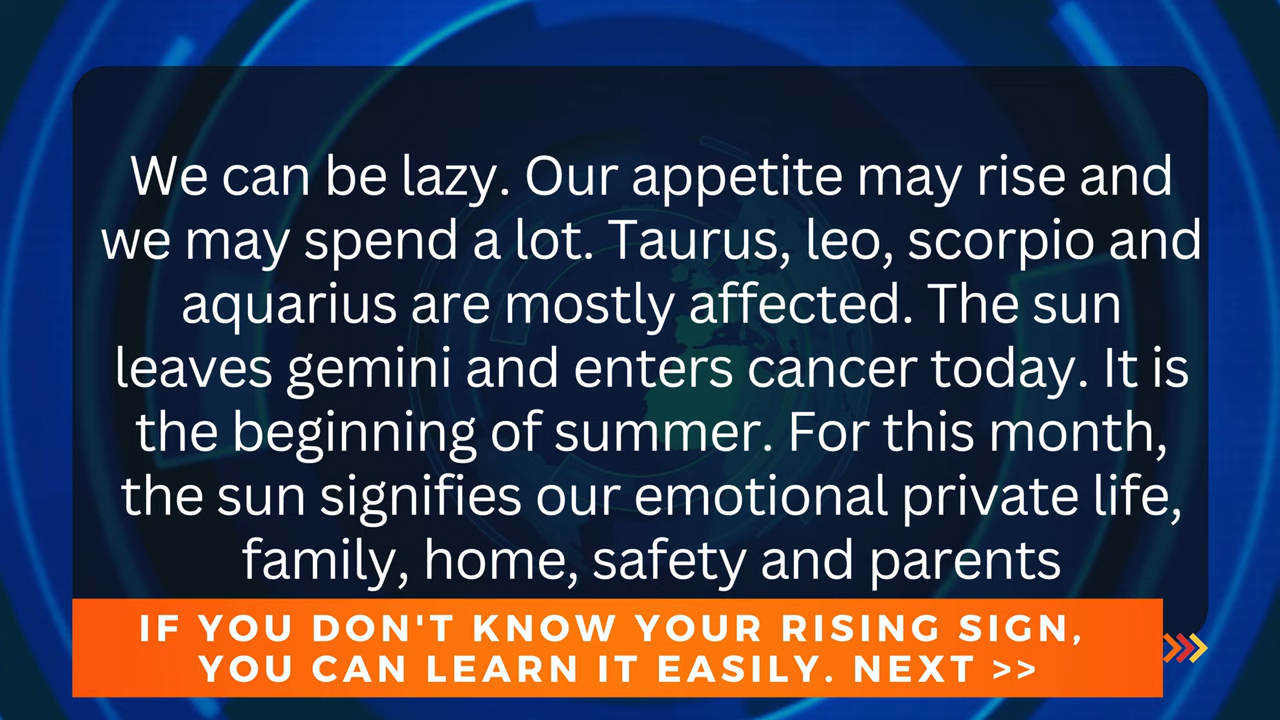 We can be lazy. Our appetite may rise and
we may spend a lot. Taurus, leo, scorpio and
aquarius are mostly affected. The sun
leaves gemini and enters cancer today. It is
the beginning of summer. For this month,
the sun signifies our emotional private life,
family, home, safety and parents
IF YOU DON'T KNOW YOUR RISING SIGN,
YOU CAN LEARN IT EASILY. NEXT >>